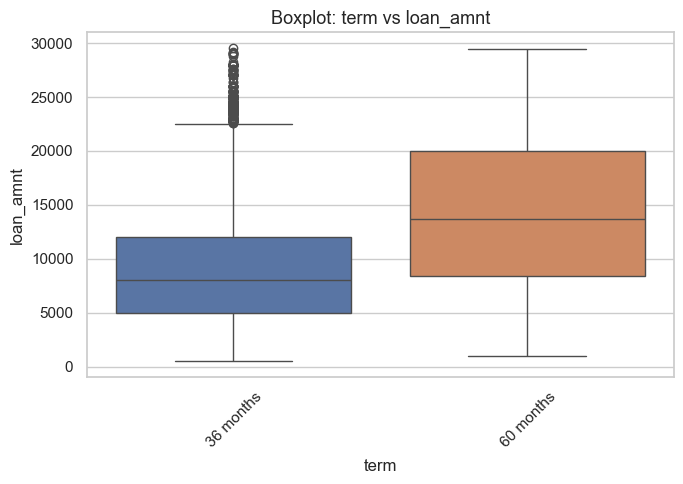 Boxplot: term vs loan_amnt
30000
25000
20000
15000
10000
5000
0
loan_amnt
36 months
60 months
term